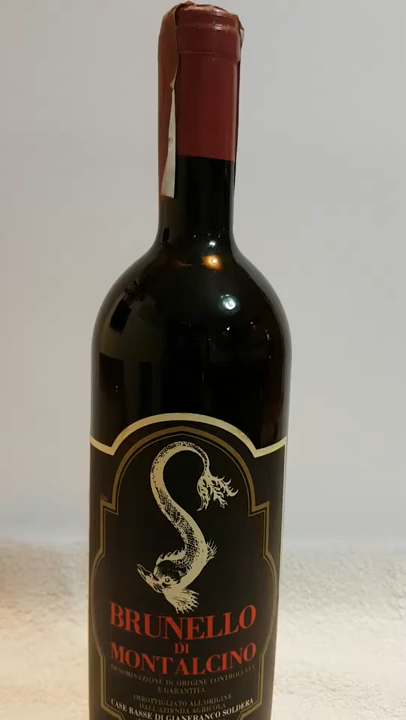 BRUNELLO
DI
MONTALCINO
DENOMINAZIONE DI ORIGINE CONTROLLATA
E GARANTITA
IMBOTTIGLIATO ALL'ORIGINE
DALL'AZIENDA AGRICOLA
CASE BASSE DI GIANFRANCO SOLDERA